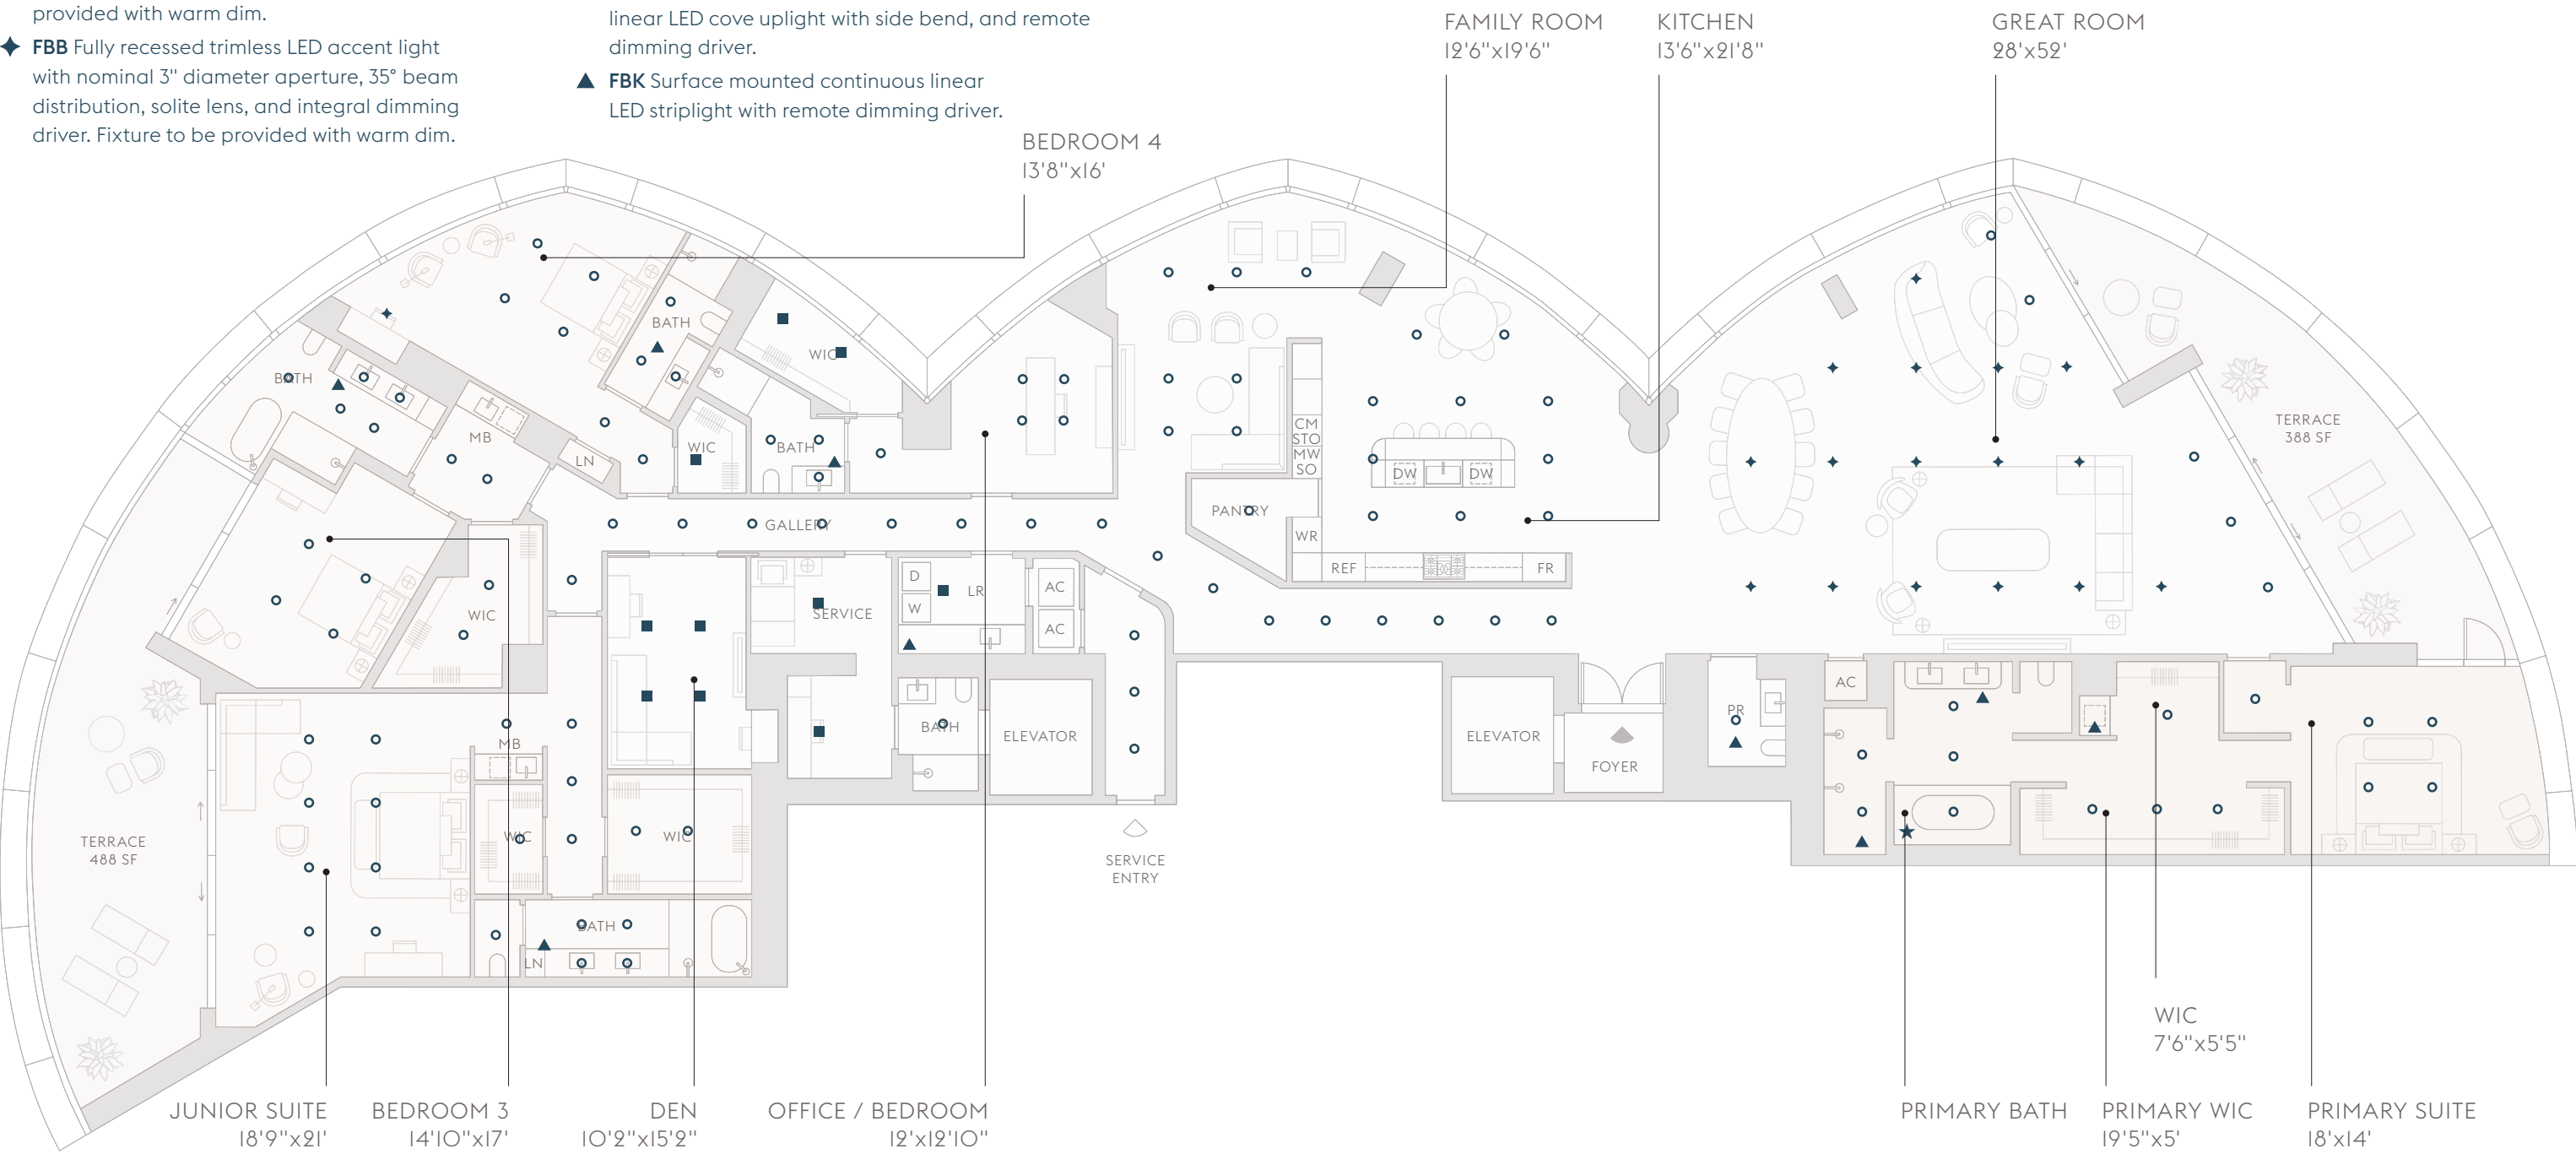 provided with warm dim.
FBB Fully recessed trimless LED accent light
with nominal 3" diameter aperture, 35° beam
distribution, solite lens, and integral dimming
driver. Fixture to be provided with warm dim.
linear LED cove uplight with side bend, and remote
dimming driver.
FBK Surface mounted continuous linear
LED striplight with remote dimming driver.
BEDROOM 4
13'8"x16'
FAMILY ROOM
12'6"x19'6"
KITCHEN
13'6"x21'8"
GREAT ROOM
28'x52'
BATH
WIC
BATH
MB
LN
WIC
BATH
CM
STO
MW
SO
DW
DW
TERRACE
388 SF
GALLERY
PANTRY
WR
REF
FR
WIC
SERVICE
D
W
LR
AC
AC
MB
BATH
ELEVATOR
ELEVATOR
FOYER
PR
AC
WIC
WIC
TERRACE
488 SF
SERVICE
ENTRY
BATH
LN
WIC
7'6"x5'5"
JUNIOR SUITE
18'9"x21'
BEDROOM 3
14'10"x17'
DEN
10'2"x15'2"
OFFICE / BEDROOM
12'x12'10"
PRIMARY BATH
PRIMARY WIC
19'5"x5'
PRIMARY SUITE
18'x14'